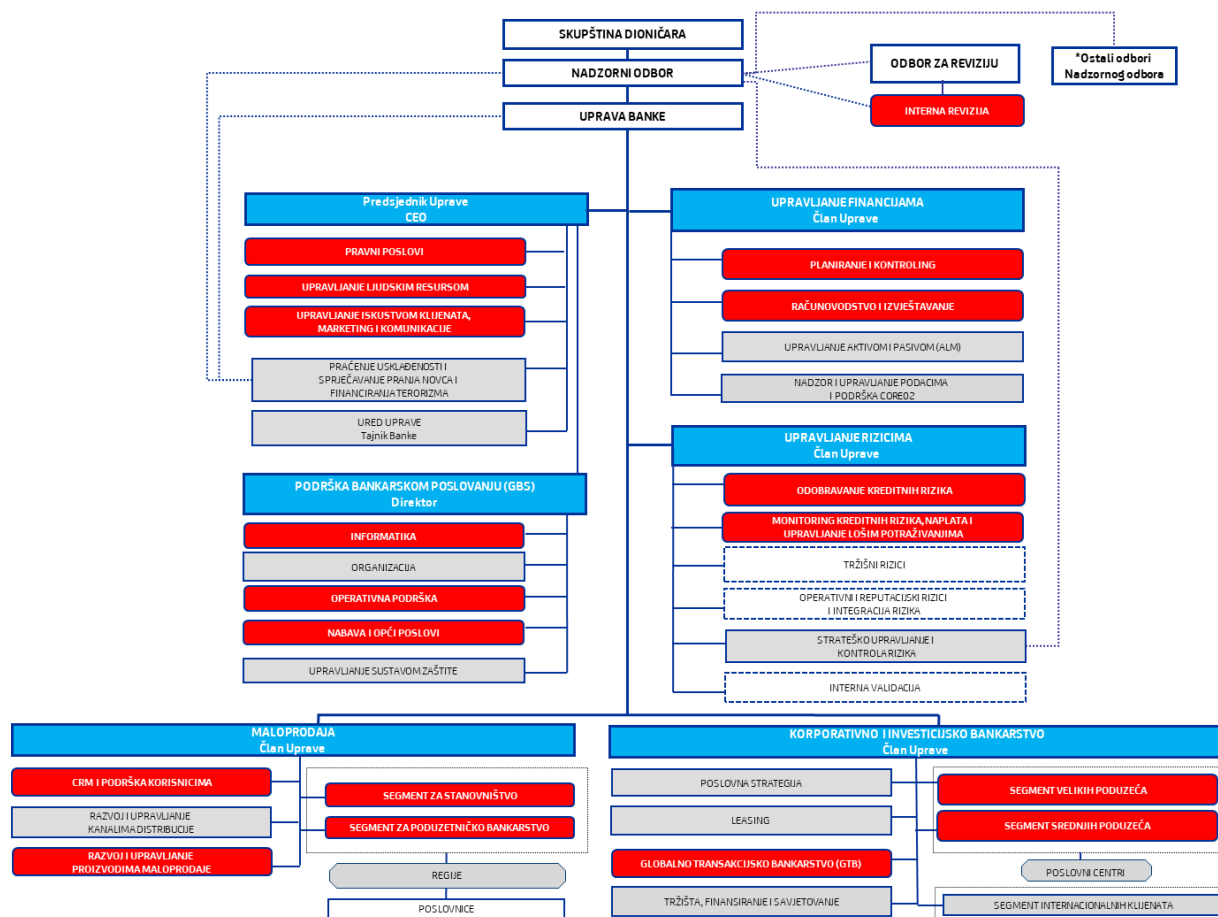 SKUPŠTINA DIONIČARA
NADZORNI ODBOR
UPRAVA BANKE
ODBOR ZA REVIZIJU
INTERNA REVIZIJA
*Ostali odbori
Nadzornog odbora
Predsjednik Uprave
CEO
PRAVNI POSLOVI
UPRAVLJANJE LJUDSKIM RESURSOM
UPRAVLJANJE ISKUSTVOM KLIJENATA,
MARKETING I KOMUNIKACIJE
PRAĆENJE USKLAĐENOSTI I
SPRJEČAVANJE PRANJA NOVCA I
FINANCIRANJA TERORIZMA
URED UPRAVE
Tajnik Banke
PODRŠKA BANKARSKOM POSLOVANJU (GBS)
Direktor
INFORMATIKA
ORGANIZACIJA
OPERATIVNA PODRŠKA
NABAVA I OPĆI POSLOVI
UPRAVLJANJE SUSTAVOM ZAŠTITE
UPRAVLJANJE FINANCIJAMA
Član Uprave
PLANIRANJE I KONTROLING
RAČUNOVODSTVO I IZVJEŠTAVANJE
UPRAVLJANJE AKTIVOM I PASIVOM (ALM)
NADZOR I UPRAVLJANJE PODACIMA
I PODRŠKA CORE02
UPRAVLJANJE RIZICIMA
Član Uprave
ODOBRAVANJE KREDITNIH RIZIKA
MONITORING KREDITNIH RIZIKA, NAPLATA I
UPRAVLJANJE LOŠIM POTRAŽIVANJIMA
TRŽIŠNI RIZICI
OPERATIVNI I REPUTACIJSKI RIZICI
I INTEGRACIJA RIZIKA
STRATEŠKO UPRAVLJANJE I
KONTROLA RIZIKA
INTERNA VALIDACIJA
MALOPRODAJA
Član Uprave
CRM I PODRŠKA KORISNICIMA
RAZVOJ I UPRAVLJANJE
KANALIMA DISTRIBUCIJE
RAZVOJ I UPRAVLJANJE
PROIZVODIMA MALOPRODAJE
SEGMENT ZA STANOVNIŠTVO
SEGMENT ZA PODUZETNIČKO BANKARSTVO
REGIJE
POSLOVNICE
KORPORATIVNO I INVESTICIJSKO BANKARSTVO
Član Uprave
POSLOVNA STRATEGIJA
LEASING
GLOBALNO TRANSAKCIJSKO BANKARSTVO (GTB)
TRŽIŠTA, FINANSIRANJE I SAVJETOVANJE
SEGMENT VELIKIH PODUZEĆA
SEGMENT SREDNJIH PODUZEĆA
POSLOVNI CENTRI
SEGMENT INTERNACIONALNIH KLIJENATA